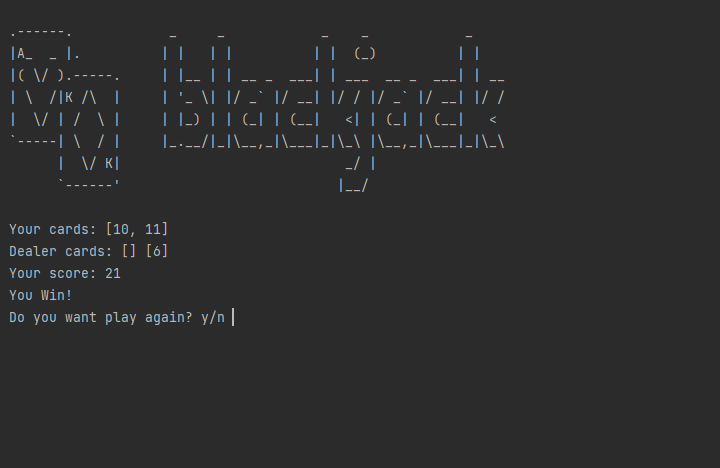 .------.            _     _            _    _            _
|A_  _ |.          | |   | |          | |  (_)          | |
|( \/ ).-----.     | |__ | | __ _  ___| | ___  __ _  ___| | __
| \  /|K /\  |     | '_ \| |/ _` |/ __| |/ / |/ _` |/ __| |/ /
|  \/ | /  \ |     | |_) | | (_| | (__|   <| | (_| | (__|   <
`-----| \  / |     |_.__/|_|\__,_|\___|_|\_\ |\__,_|\___|_|\_\
      |  \/ K|                            _/ |
      `------'                           |__/
Your cards: [10, 11]
Dealer cards: [] [6]
Your score: 21
You Win!
Do you want play again? y/n